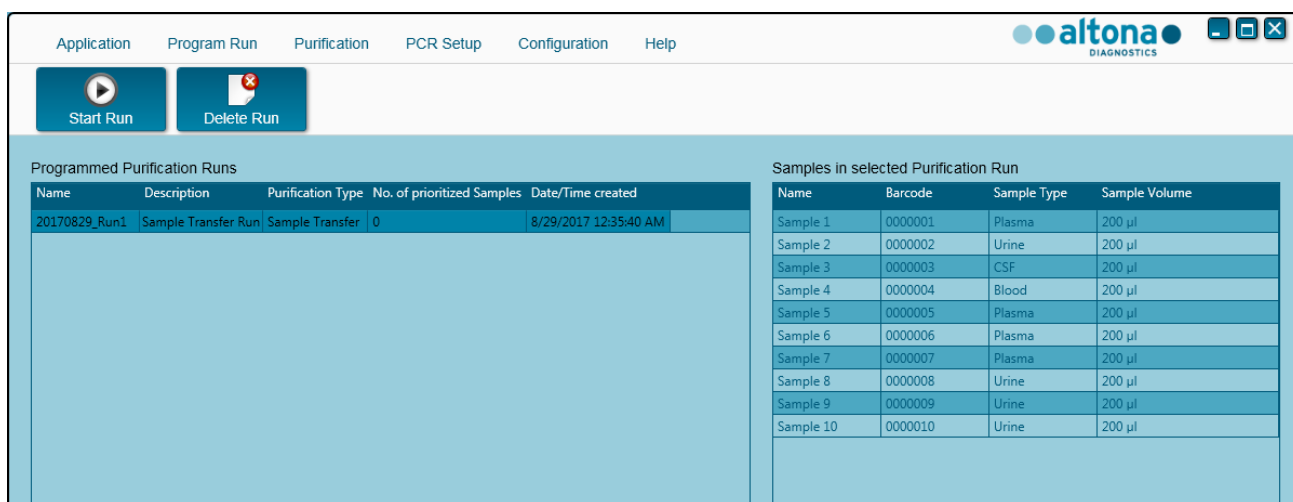 Application Program Run Purification PCR Setup Configuration Help
altona
DIAGNOSTICS
Start Run Delete Run
Programmed Purification Runs
Name Description Purification Type No. of prioritized Samples Date/Time created
20170829_Run1 Sample Transfer Run Sample Transfer 0 8/29/2017 12:35:40 AM
Samples in selected Purification Run
Name Barcode Sample Type Sample Volume
Sample 1 0000001 Plasma 200 µl
Sample 2 0000002 Urine 200 µl
Sample 3 0000003 CSF 200 µl
Sample 4 0000004 Blood 200 µl
Sample 5 0000005 Plasma 200 µl
Sample 6 0000006 Plasma 200 µl
Sample 7 0000007 Plasma 200 µl
Sample 8 0000008 Urine 200 µl
Sample 9 0000009 Urine 200 µl
Sample 10 0000010 Urine 200 µl